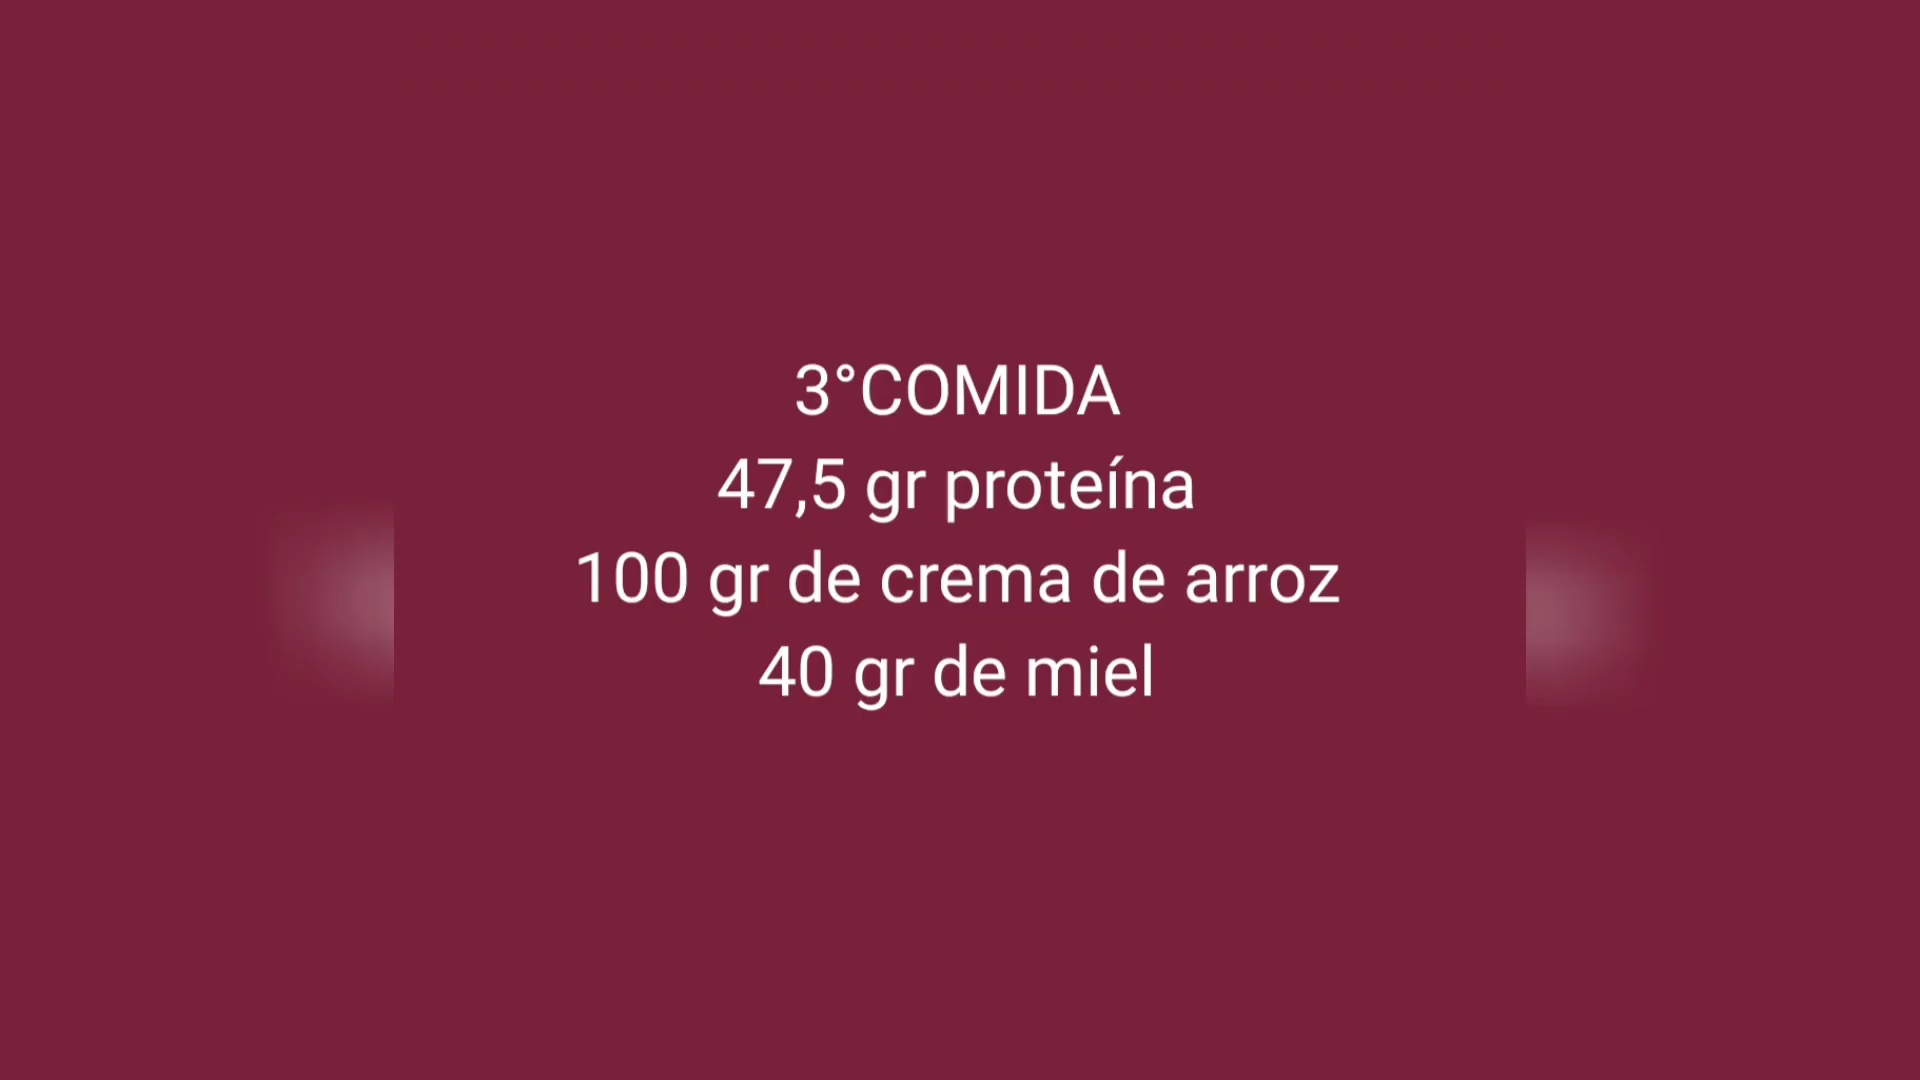 3°COMIDA
47,5 gr proteína
100 gr de crema de arroz
40 gr de miel